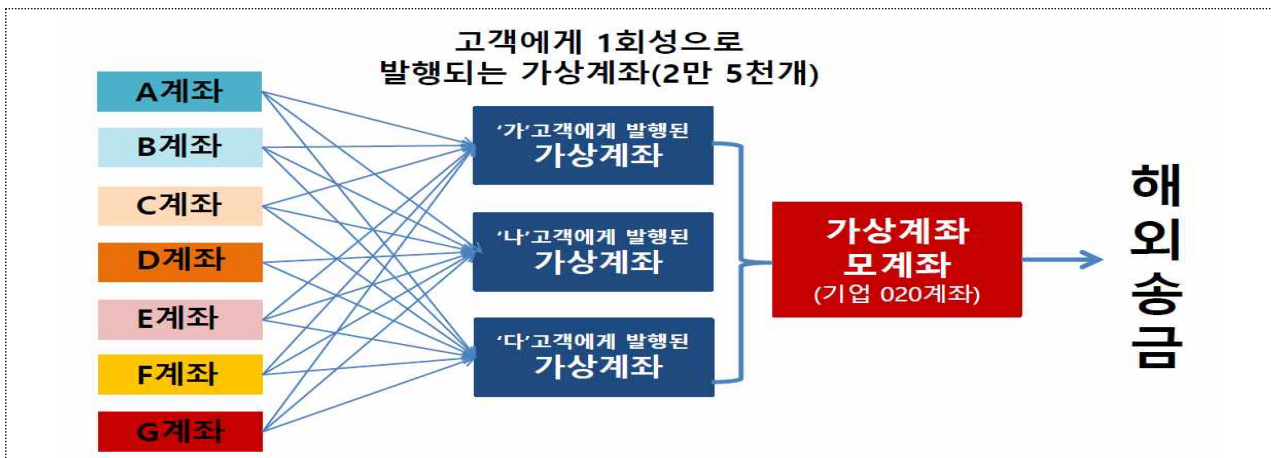 고객에게 1회성으로
발행되는 가상계좌(2만 5천개)
A계좌
B계좌
C계좌
D계좌
E계좌
F계좌
G계좌
‘가’고객에게 발행된
가상계좌
‘나’고객에게 발행된
가상계좌
‘다’고객에게 발행된
가상계좌
가상계좌
모계좌
(기업 020계좌)
해
외
송
금